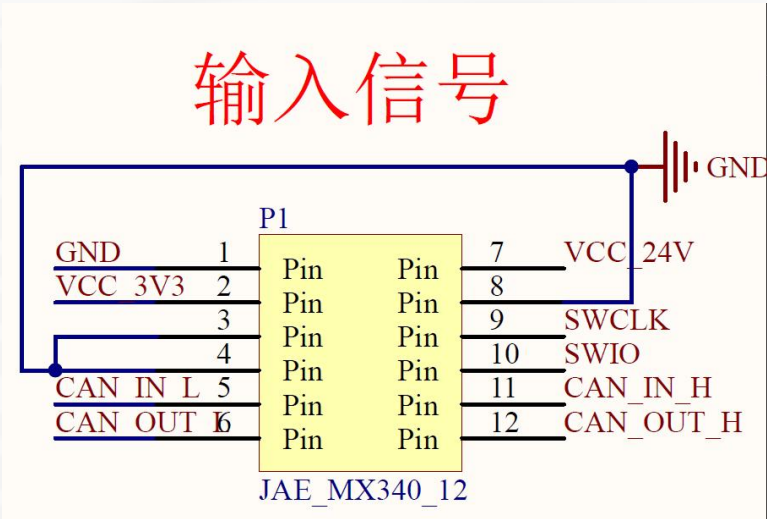 输入信号
GND
P1
GND 1 Pin Pin 7 VCC_24V
VCC_3V3 2 Pin Pin 8
3 Pin Pin 9 SWCLK
4 Pin Pin 10 SWIO
CAN_IN_L 5 Pin Pin 11 CAN_IN_H
CAN_OUT_L 6 Pin Pin 12 CAN_OUT_H
JAE_MX340_12